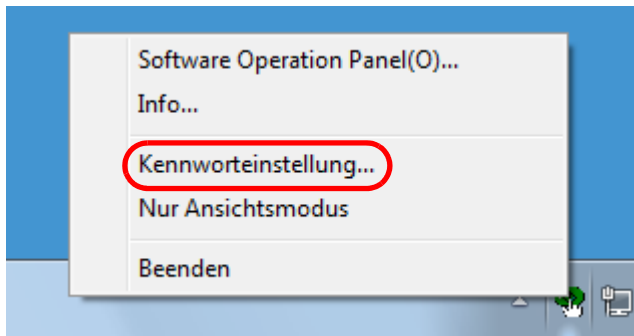 Software Operation Panel(O)...
Info...
Kennworteinstellung...
Nur Ansichtsmodus
Beenden